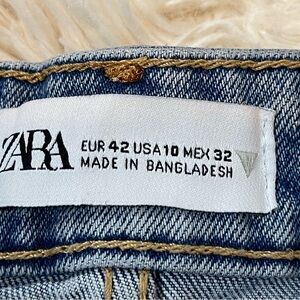 ZARA
EUR 42 USA 10 MEX 32
MADE IN BANGLADESH